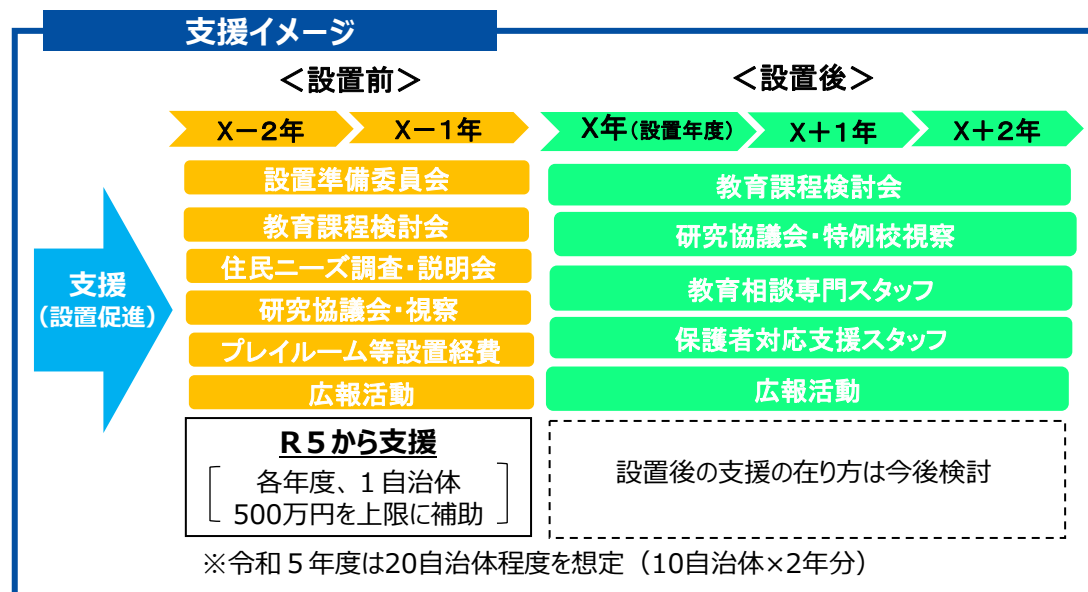 支援イメージ
＜設置前＞
＜設置後＞
X－2年
X－1年
X年(設置年度)
X＋1年
X＋2年
支援
(設置促進)
設置準備委員会
教育課程検討会
住民ニーズ調査・説明会
研究協議会・視察
プレイルーム等設置経費
広報活動
教育課程検討会
研究協議会・特例校視察
教育相談専門スタッフ
保護者対応支援スタッフ
広報活動
R５から支援
各年度、１自治体
500万円を上限に補助
設置後の支援の在り方は今後検討
※令和５年度は20自治体程度を想定（10自治体×2年分）